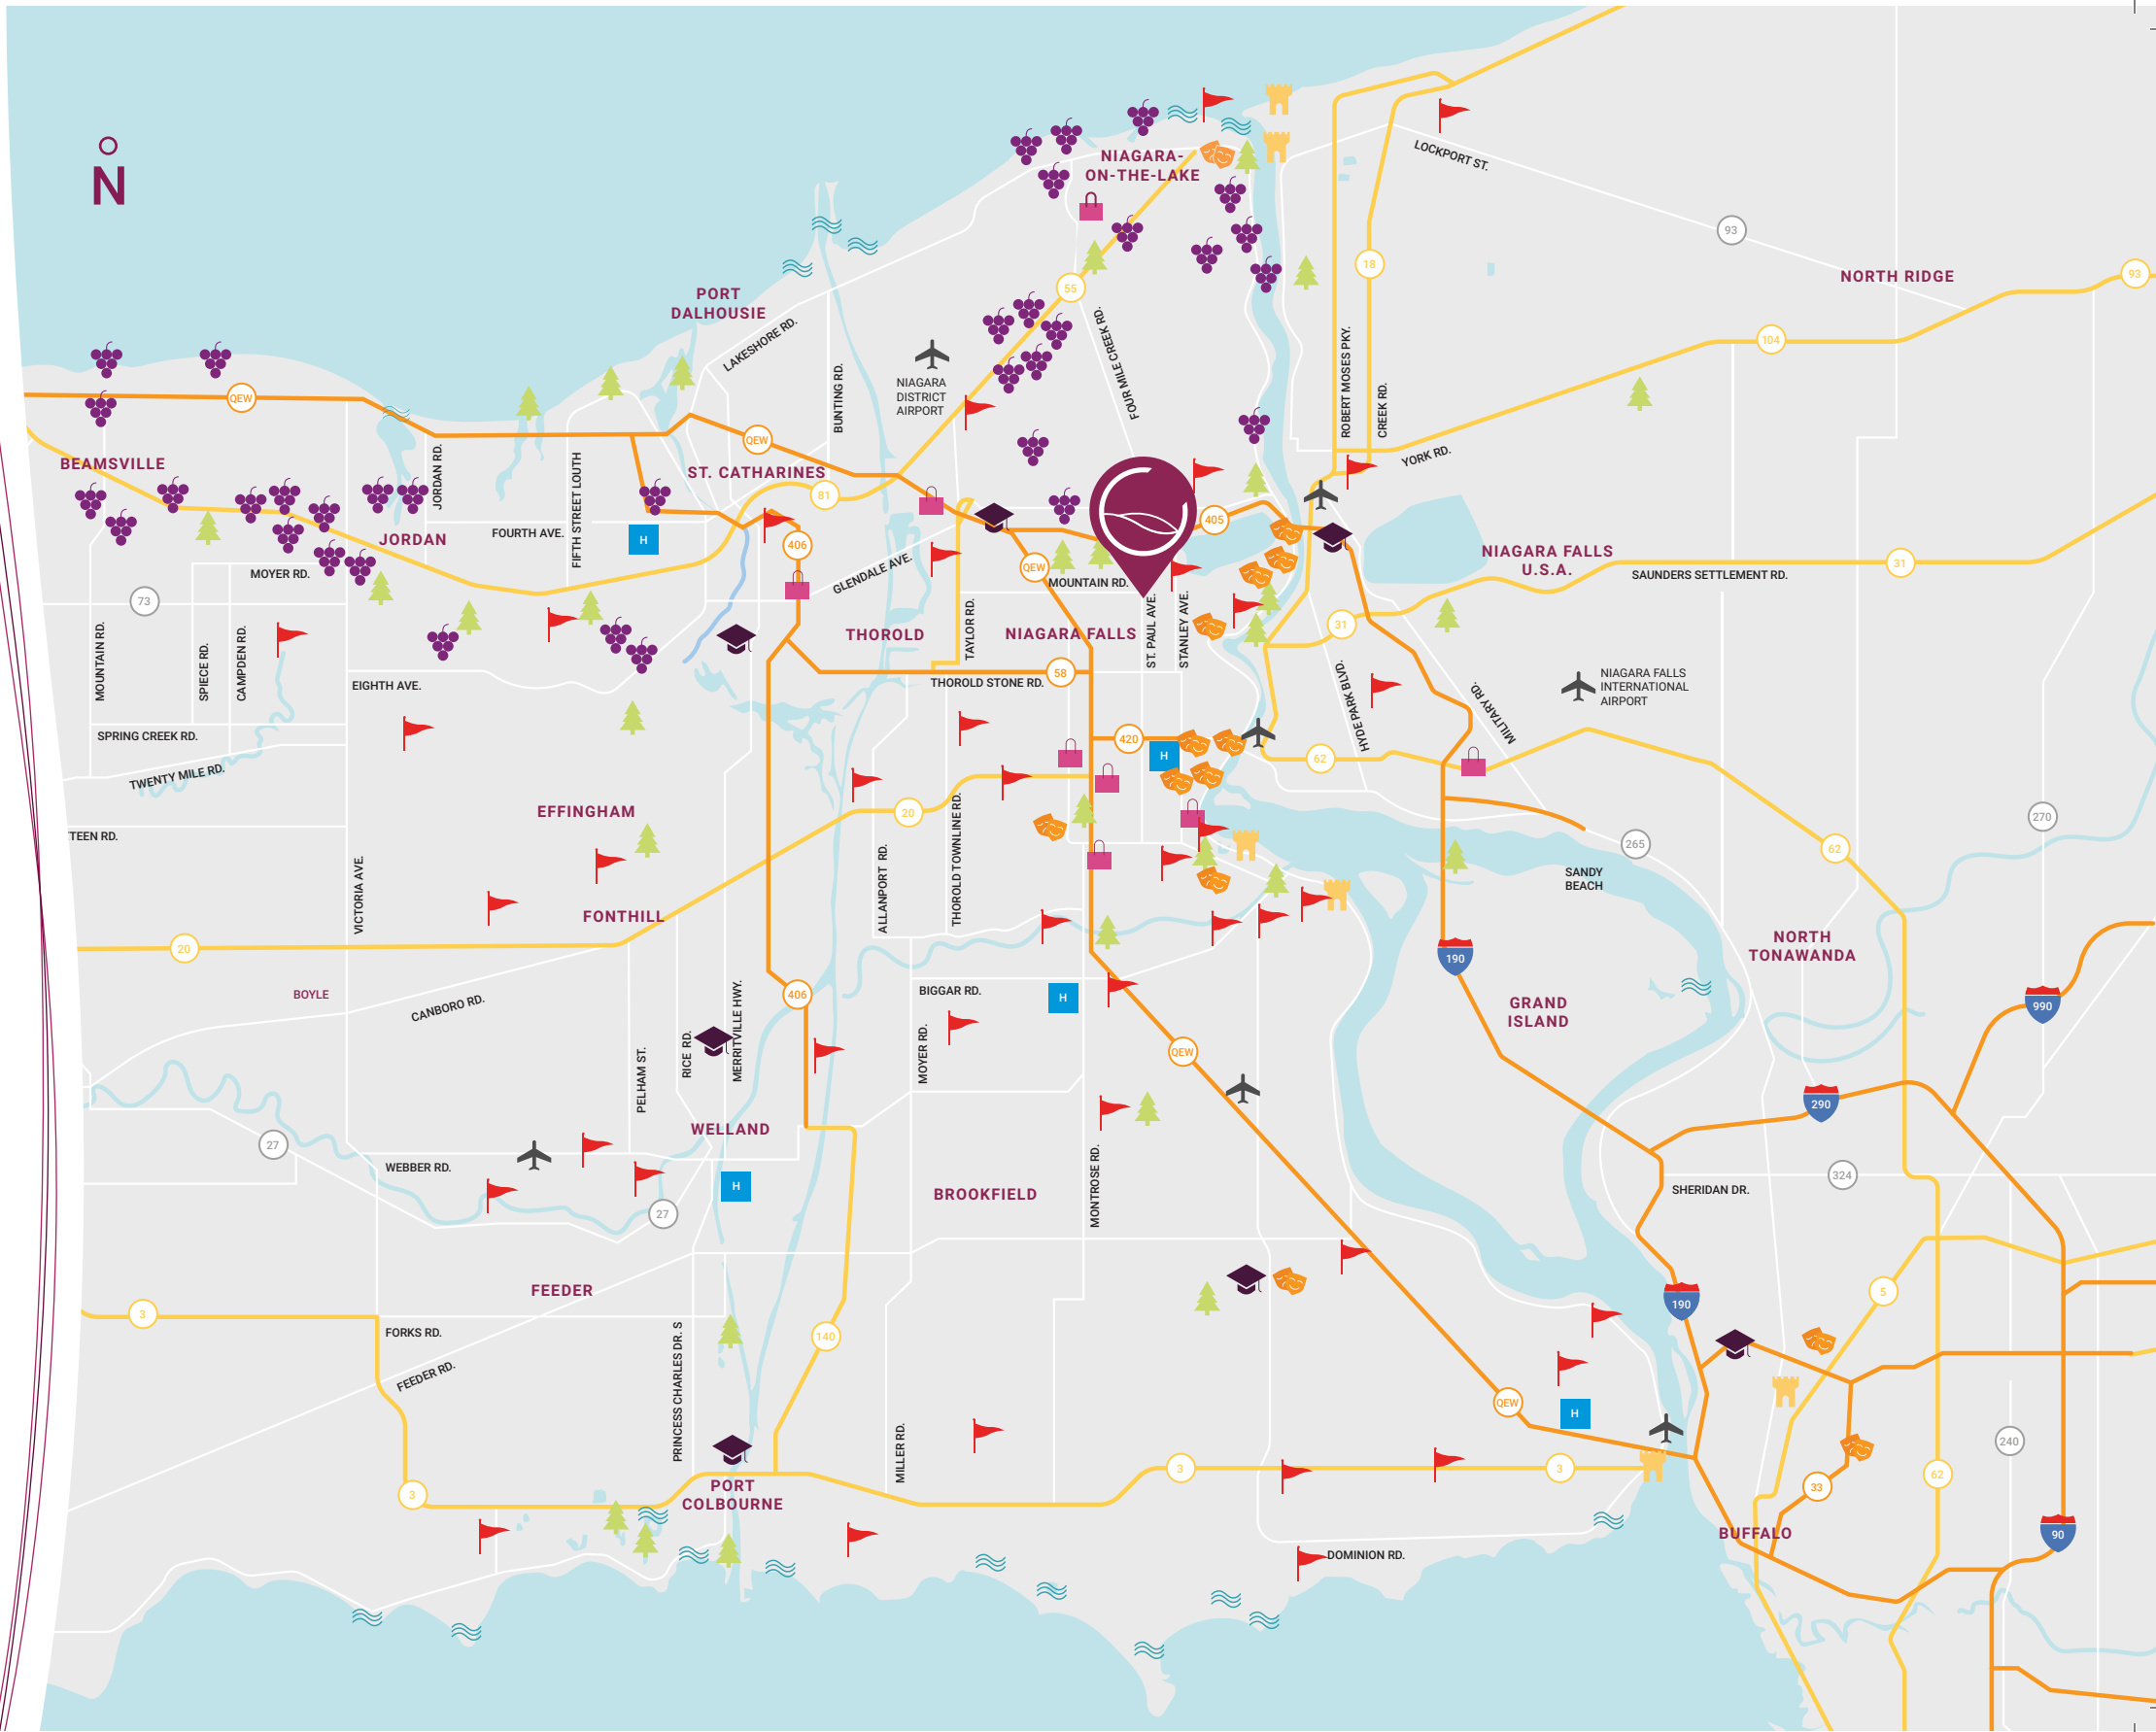 N
NIAGARA-
ON-THE-LAKE
LOCKPORT ST.
93
18
NORTH RIDGE
93
PORT
DALHOUSIE
55
LAKESHORE RD.
FOUR MILE CREEK RD.
ROBERT MOSES PKY.
CREEK RD.
104
BUNTING RD.
NIAGARA
DISTRICT
AIRPORT
QEW
QEW
BEAMSVILLE
JORDAN RD.
FIFTH STREET LOUTH
ST. CATHARINES
81
YORK RD.
JORDAN
FOURTH AVE.
H
406
405
QEW
GLENDALE AVE.
MOUNTAIN RD.
NIAGARA FALLS
U.S.A.
SAUNDERS SETTLEMENT RD.
31
MOYER RD.
73
31
MOUNTAIN RD.
SPIECE RD.
CAMPDEN RD.
THOROLD
TAYLOR RD.
NIAGARA FALLS
ST. PAUL AVE.
STANLEY AVE.
EIGHTH AVE.
58
THOROLD STONE RD.
HYDE PARK BLVD.
MILITARY RD.
NIAGARA FALLS
INTERNATIONAL
AIRPORT
SPRING CREEK RD.
TWENTY MILE RD.
420
H
62
EFFINGHAM
20
THOROLD TOWNLINE RD.
ALLANPORT RD.
270
TEEN RD.
VICTORIA AVE.
265
62
SANDY
BEACH
FONTHILL
20
190
NORTH
TONAWANDA
BOYLE
CANBORO RD.
406
BIGGAR RD.
H
GRAND
ISLAND
990
RICE RD.
MERRITVILLE HWY.
MOYER RD.
QEW
PELHAM ST.
290
27
WELLAND
WEBBER RD.
H
27
BROOKFIELD
MONTROSE RD.
324
SHERIDAN DR.
FEEDER
3
FORKS RD.
FEEDER RD.
PRINCESS CHARLES DR. S
140
190
5
QEW
H
MILLER RD.
3
PORT
COLBOURNE
3
3
240
62
33
BUFFALO
90
DOMINION RD.